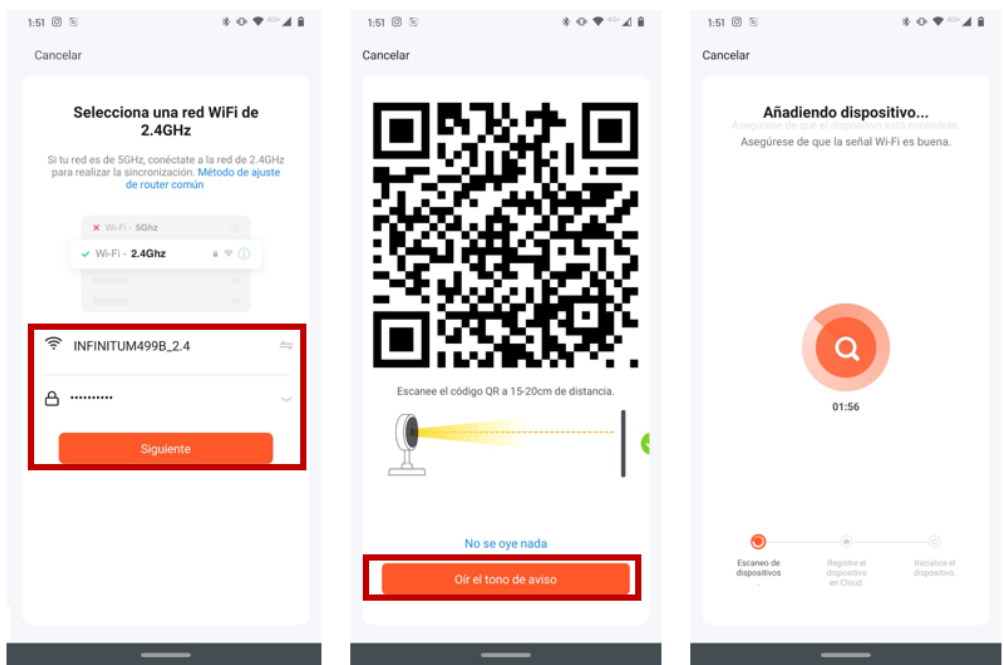 1:51
4G+
Cancelar
Selecciona una red WiFi de
2.4GHz
Si tu red es de 5GHz, conéctate a la red de 2.4GHz
para realizar la sincronización. Método de ajuste
de router común
Wi-Fi - 5Ghz
Wi-Fi - 2.4Ghz
INFINITUM499B_2.4
••••••••••
Siguiente
1:51
4G+
Cancelar
Escanee el código QR a 15-20cm de distancia.
No se oye nada
Oír el tono de aviso
1:51
4G+
Cancelar
Añadiendo dispositivo...
Asegúrese de que el dispositivo está encendido.
Asegúrese de que la señal Wi-Fi es buena.
01:56
Escaneo de
dispositivos
.
Registre el
dispositivo
en Cloud.
Inicialice el
dispositivo.